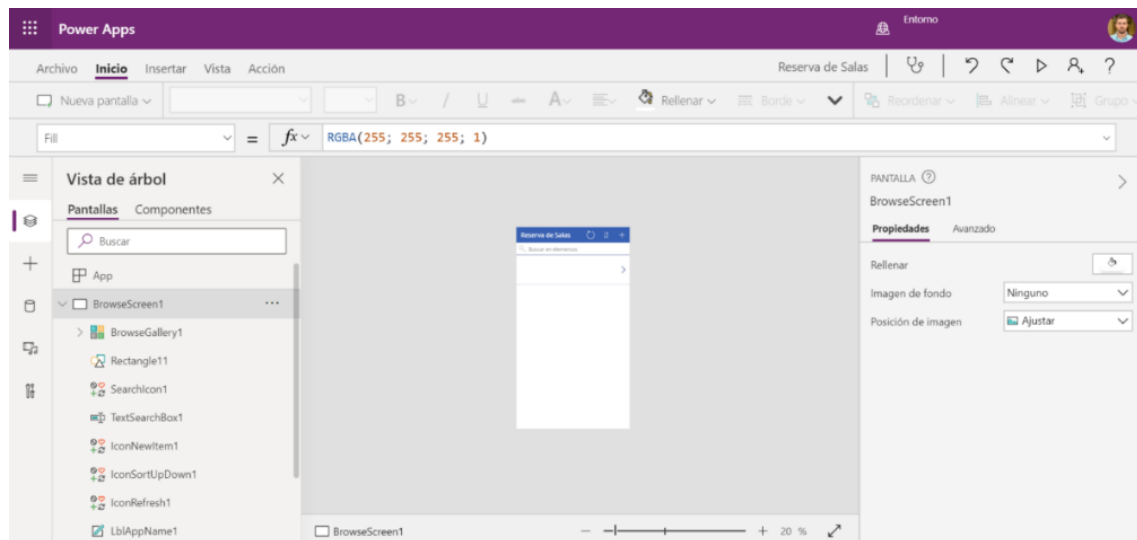 Power Apps
Entorno
Archivo Inicio Insertar Vista Acción
Reserva de Salas
Nueva pantalla
B / U A Rellenar Borde Reordenar Alinear Grupo
Fill = fx RGBA(255; 255; 255; 1)
Vista de árbol
Pantallas Componentes
Buscar
App
BrowseScreen1
BrowseGallery1
Rectangle11
SearchIcon1
TextSearchBox1
IconNewItem1
IconSortUpDown1
IconRefresh1
LblAppName1
Reserva de Salas
Buscar en elementos
BrowseScreen1
20 %
PANTALLA
BrowseScreen1
Propiedades Avanzado
Rellenar
Imagen de fondo Ninguno
Posición de imagen Ajustar